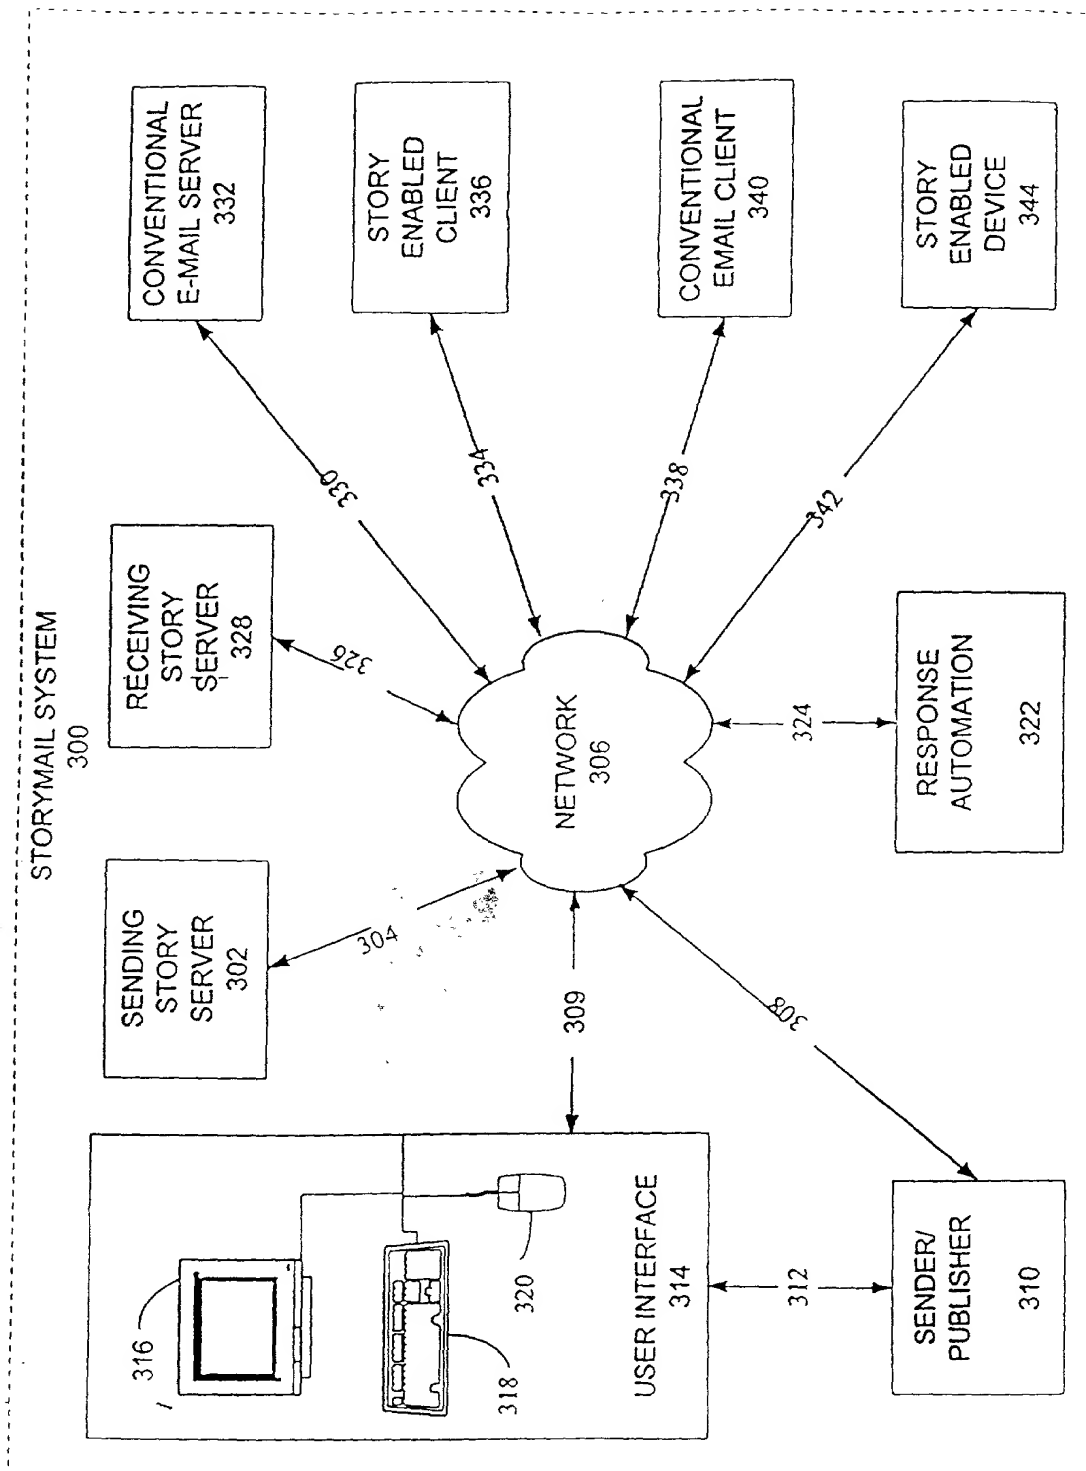 STORYMAIL SYSTEM
300
316
318
320
USER INTERFACE
314
312
SENDER/
PUBLISHER
310
SENDING
STORY
SERVER
302
304
309
308
NETWORK
306
RECEIVING
STORY
SERVER
328
326
324
RESPONSE
AUTOMATION
322
330
334
338
342
CONVENTIONAL
E-MAIL SERVER
332
STORY
ENABLED
CLIENT
336
CONVENTIONAL
EMAIL CLIENT
340
STORY
ENABLED
DEVICE
344